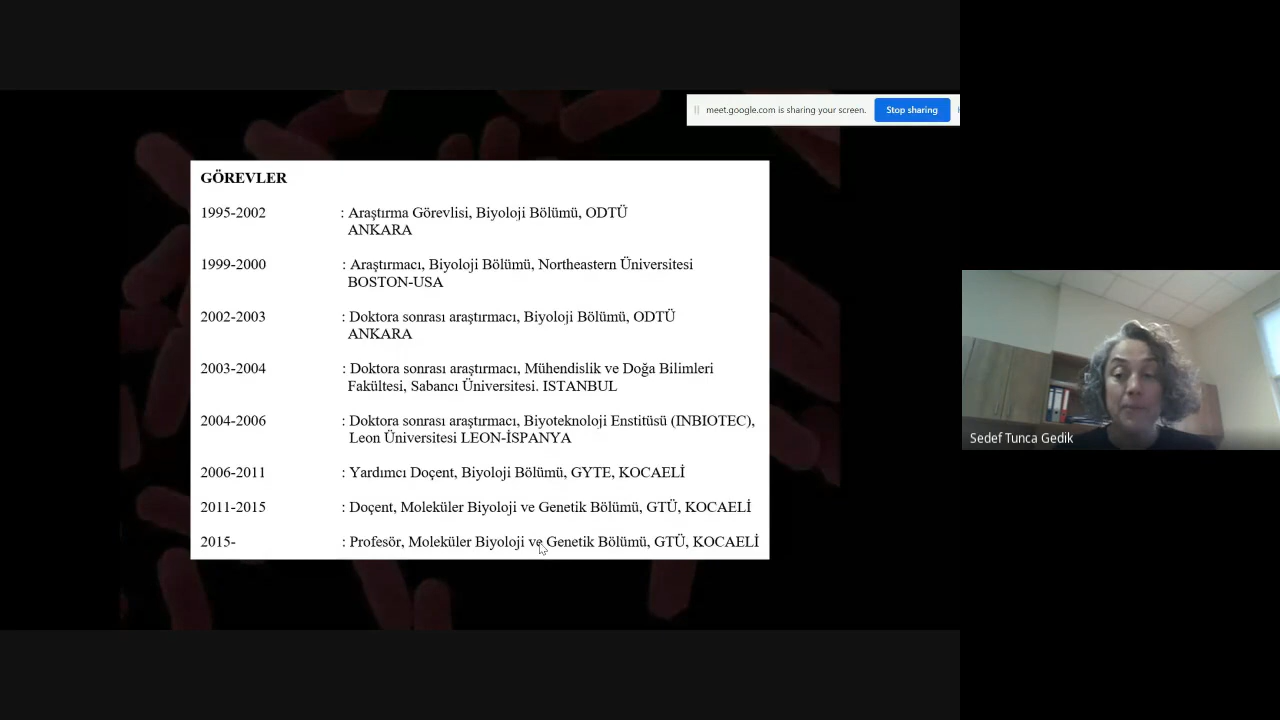 meet.google.com is sharing your screen.
Stop sharing
GÖREVLER
1995-2002 : Araştırma Görevlisi, Biyoloji Bölümü, ODTÜ
ANKARA
1999-2000 : Araştırmacı, Biyoloji Bölümü, Northeastern Üniversitesi
BOSTON-USA
2002-2003 : Doktora sonrası araştırmacı, Biyoloji Bölümü, ODTÜ
ANKARA
2003-2004 : Doktora sonrası araştırmacı, Mühendislik ve Doğa Bilimleri
Fakültesi, Sabancı Üniversitesi. ISTANBUL
2004-2006 : Doktora sonrası araştırmacı, Biyoteknoloji Enstitüsü (INBIOTEC),
Leon Üniversitesi LEON-İSPANYA
2006-2011 : Yardımcı Doçent, Biyoloji Bölümü, GYTE, KOCAELİ
2011-2015 : Doçent, Moleküler Biyoloji ve Genetik Bölümü, GTÜ, KOCAELİ
2015- : Profesör, Moleküler Biyoloji ve Genetik Bölümü, GTÜ, KOCAELİ
Sedef Tunca Gedik